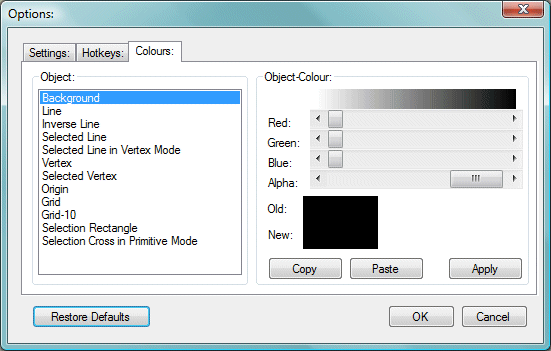 Options:
Settings:
Hotkeys:
Colours:
Object:
Background
Line
Inverse Line
Selected Line
Selected Line in Vertex Mode
Vertex
Selected Vertex
Origin
Grid
Grid-10
Selection Rectangle
Selection Cross in Primitive Mode
Object-Colour:
Red:
Green:
Blue:
Alpha:
Old:
New:
Copy
Paste
Apply
Restore Defaults
OK
Cancel